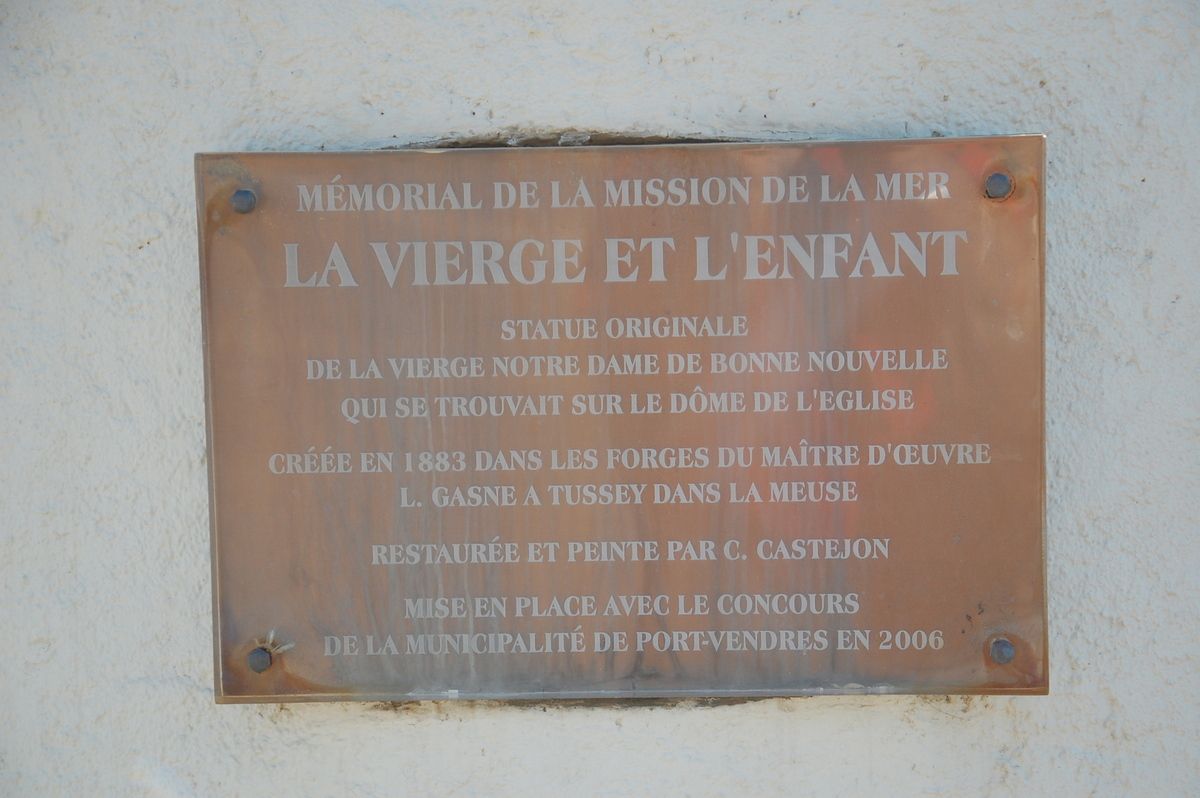 MÉMORIAL DE LA MISSION DE LA MER
LA VIERGE ET L'ENFANT
STATUE ORIGINALE
DE LA VIERGE NOTRE DAME DE BONNE NOUVELLE
QUI SE TROUVAIT SUR LE DÔME DE L'EGLISE
CRÉÉE EN 1883 DANS LES FORGES DU MAÎTRE D'ŒUVRE
L. GASNE A TUSSEY DANS LA MEUSE
RESTAURÉE ET PEINTE PAR C. CASTEJON
MISE EN PLACE AVEC LE CONCOURS
DE LA MUNICIPALITÉ DE PORT-VENDRES EN 2006